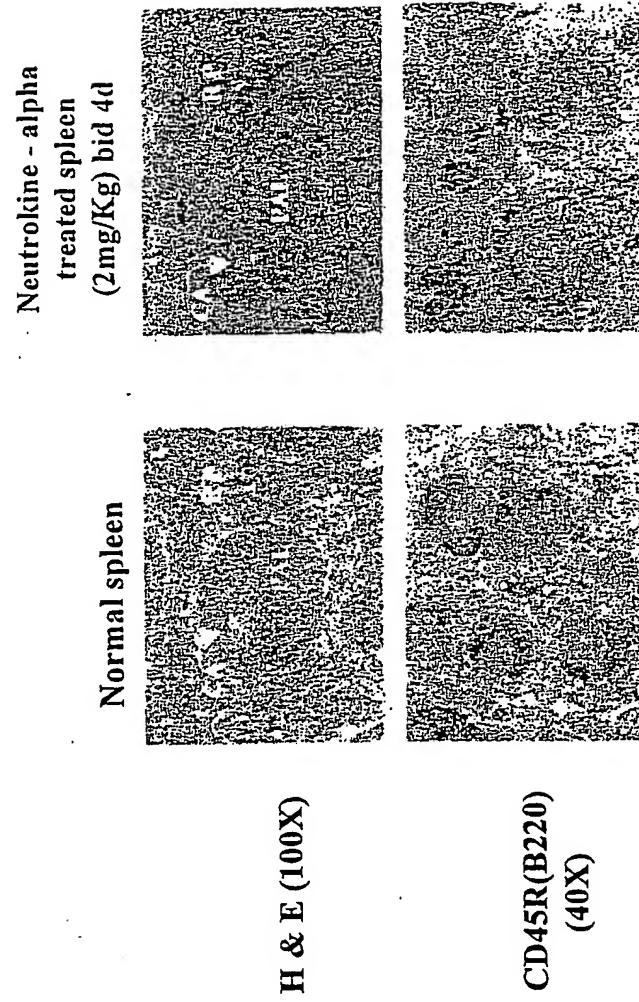 Normal spleen
Neutrokine - alpha
treated spleen
(2mg/Kg) bid 4d
H & E (100X)
CD45R(B220)
(40X)